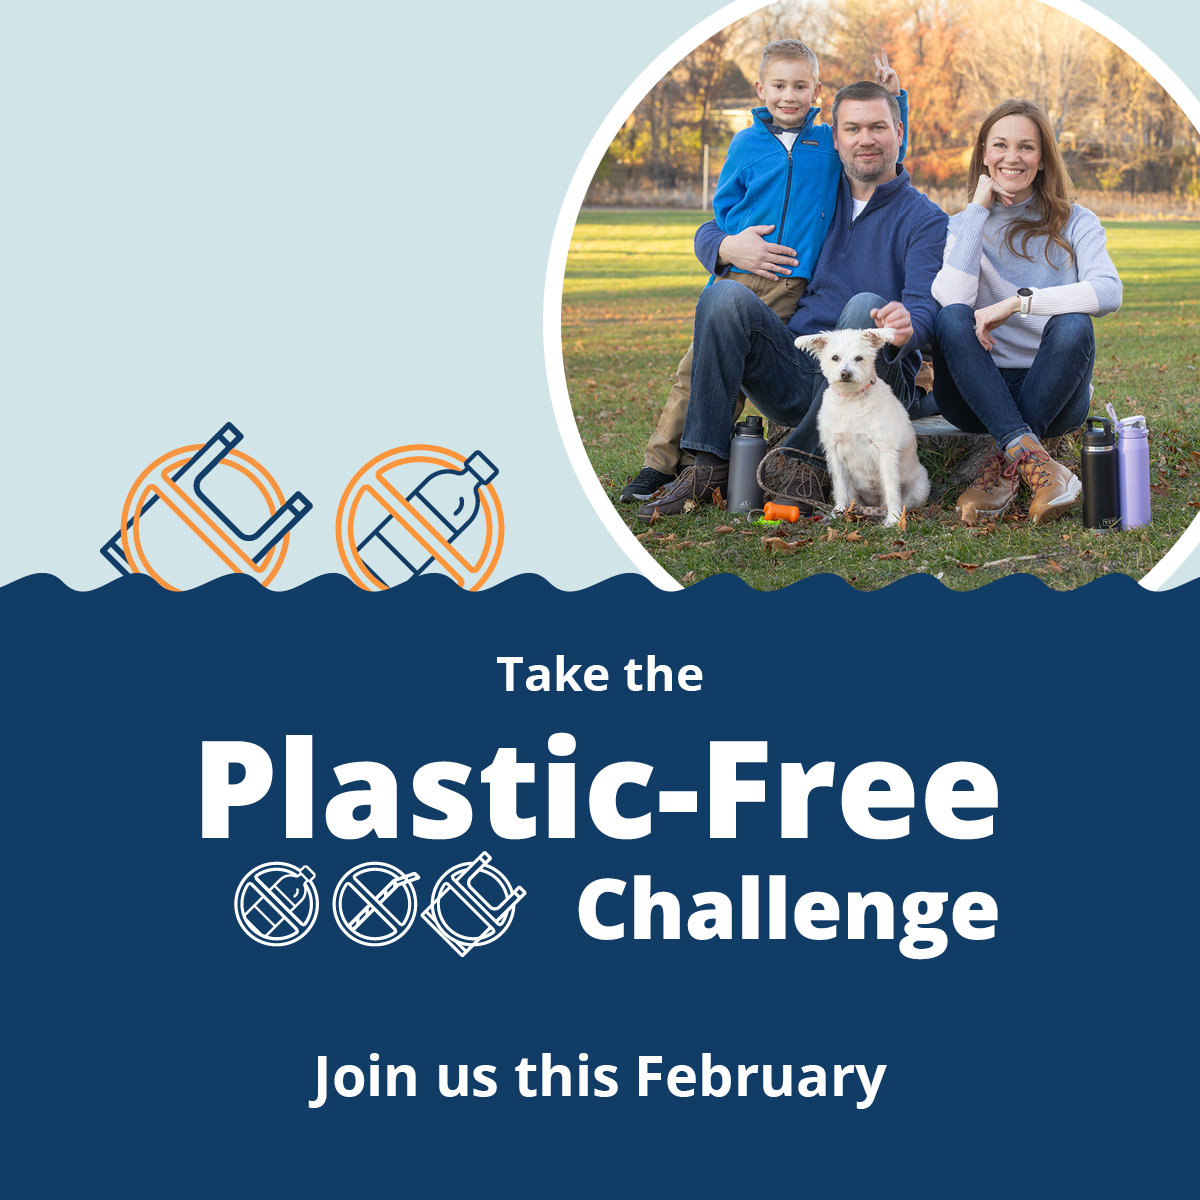 Take the
Plastic-Free
Challenge
Join us this February